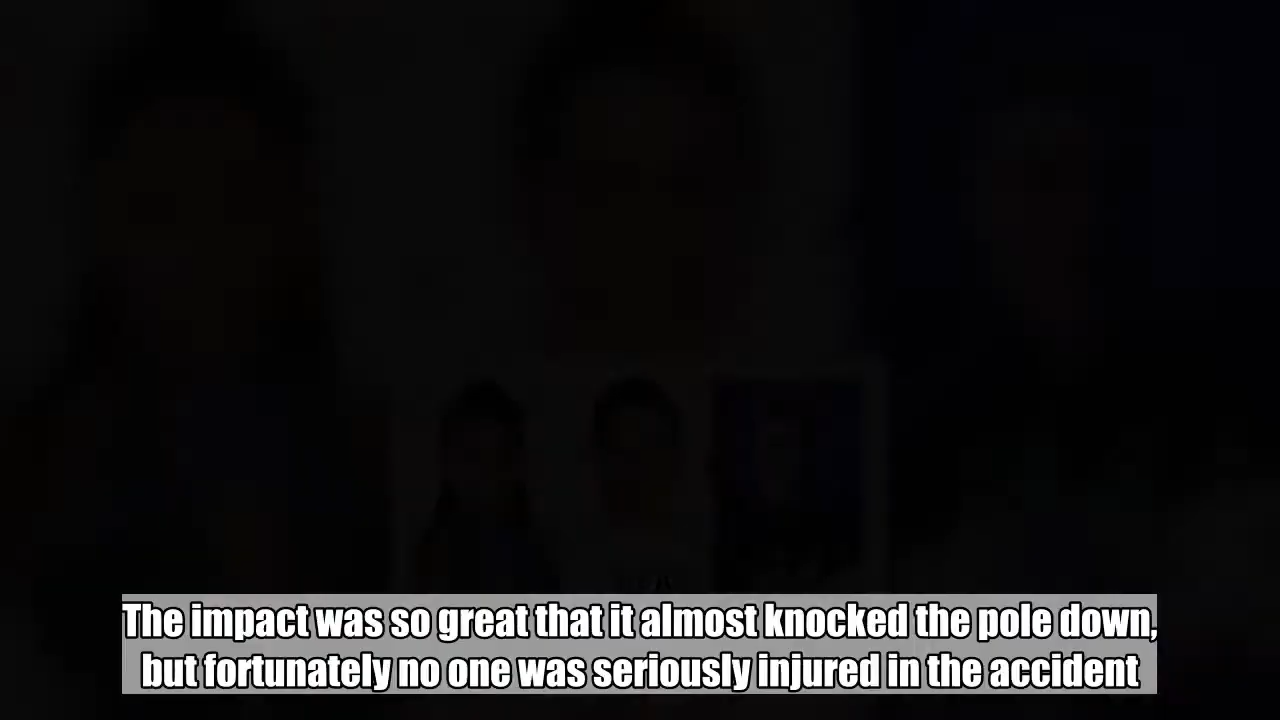 The impact was so great that it almost knocked the pole down,
but fortunately no one was seriously injured in the accident